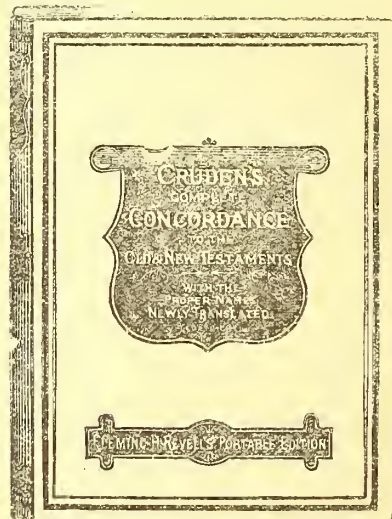 CRUDEN'S
COMPLETE
CONCORDANCE
TO THE
OLD & NEW TESTAMENTS
WITH THE
PROPER NAMES
NEWLY TRANSLATED.
FLEMING H. REVELL'S PORTABLE EDITION